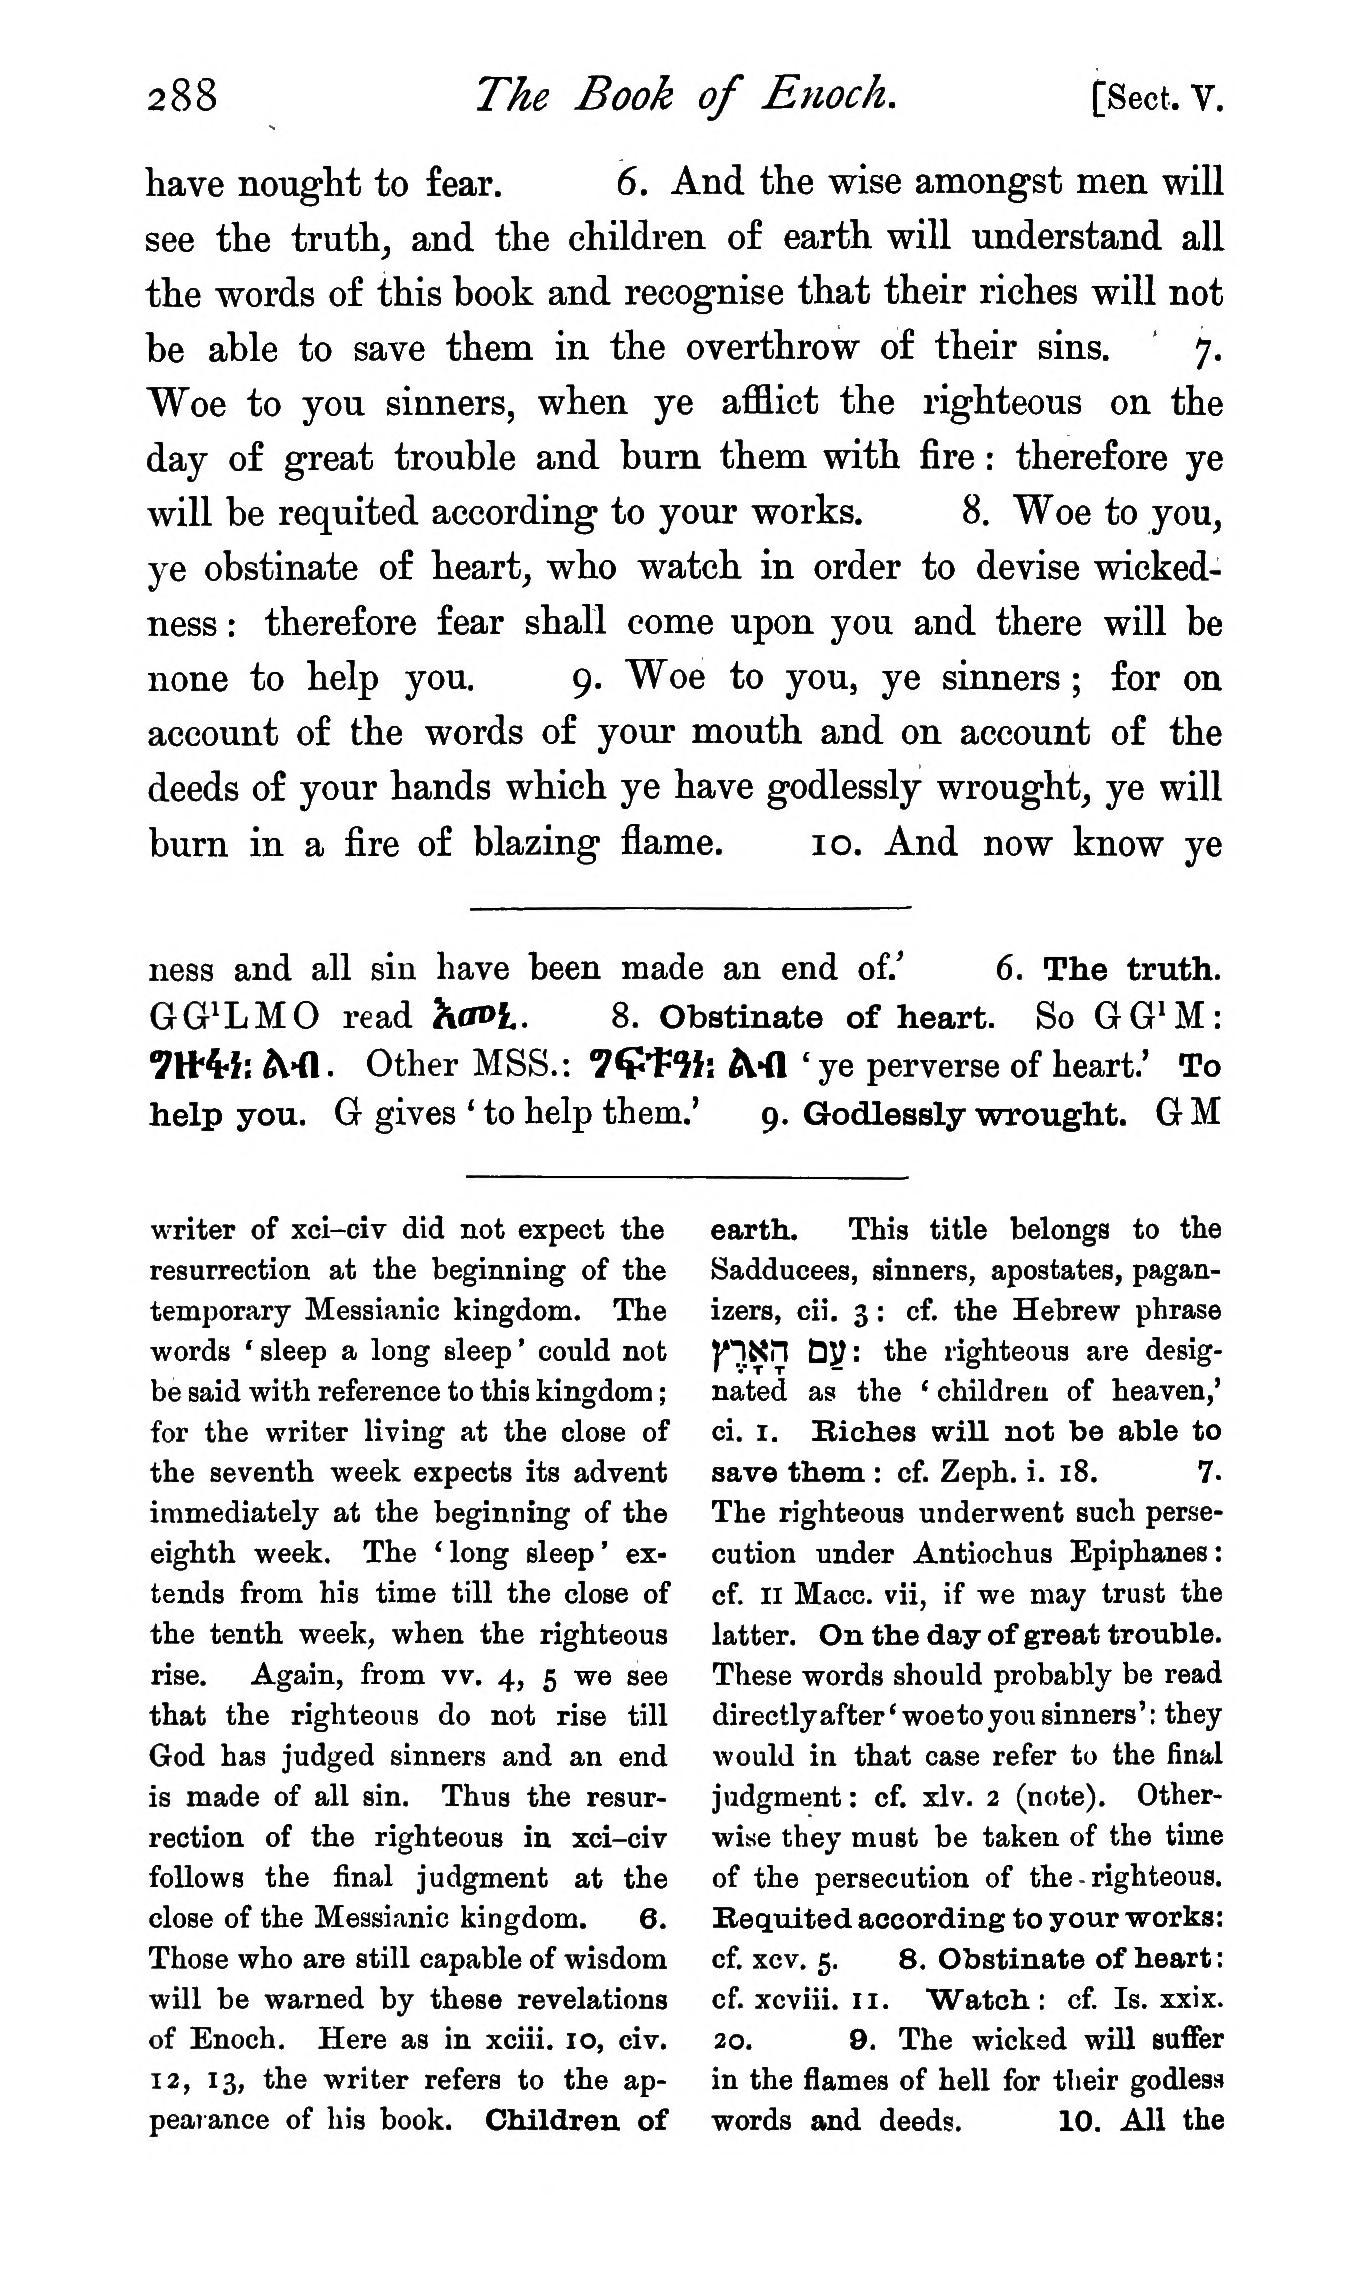 288 The Book of Enoch. [Sect. V.
have nought to fear. 6. And the wise amongst men will
see the truth, and the children of earth will understand all
the words of this book and recognise that their riches will not
be able to save them in the overthrow of their sins. 7.
Woe to you sinners, when ye afflict the righteous on the
day of great trouble and burn them with fire : therefore ye
will be requited according to your works. 8. Woe to you,
ye obstinate of heart, who watch in order to devise wicked-
ness : therefore fear shall come upon you and there will be
none to help you. 9. Woe to you, ye sinners ; for on
account of the words of your mouth and on account of the
deeds of your hands which ye have godlessly wrought, ye will
burn in a fire of blazing flame. 10. And now know ye
ness and all sin have been made an end of.’ 6. The truth.
G G¹ L M O read እመኒ. 8. Obstinate of heart. So G G¹ M :
ግዙፋነ፡ ልብ. Other MSS.: ግፍቱዓነ፡ ልብ ‘ ye perverse of heart.’ To
help you. G gives ‘ to help them.’ 9. Godlessly wrought. G M
writer of xci–civ did not expect the
resurrection at the beginning of the
temporary Messianic kingdom. The
words ‘ sleep a long sleep ’ could not
be said with reference to this kingdom ;
for the writer living at the close of
the seventh week expects its advent
immediately at the beginning of the
eighth week. The ‘ long sleep ’ ex-
tends from his time till the close of
the tenth week, when the righteous
rise. Again, from vv. 4, 5 we see
that the righteous do not rise till
God has judged sinners and an end
is made of all sin. Thus the resur-
rection of the righteous in xci–civ
follows the final judgment at the
close of the Messianic kingdom. 6.
Those who are still capable of wisdom
will be warned by these revelations
of Enoch. Here as in xciii. 10, civ.
12, 13, the writer refers to the ap-
pearance of his book. Children of
earth. This title belongs to the
Sadducees, sinners, apostates, pagan-
izers, cii. 3 : cf. the Hebrew phrase
עַם הָאָרֶץ : the righteous are desig-
nated as the ‘ children of heaven,’
ci. 1. Riches will not be able to
save them : cf. Zeph. i. 18. 7.
The righteous underwent such perse-
cution under Antiochus Epiphanes :
cf. II Macc. vii, if we may trust the
latter. On the day of great trouble.
These words should probably be read
directly after ‘ woe to you sinners ’ : they
would in that case refer to the final
judgment : cf. xlv. 2 (note). Other-
wise they must be taken of the time
of the persecution of the righteous.
Requited according to your works:
cf. xcv. 5. 8. Obstinate of heart :
cf. xcviii. 11. Watch : cf. Is. xxix.
20. 9. The wicked will suffer
in the flames of hell for their godless
words and deeds. 10. All the